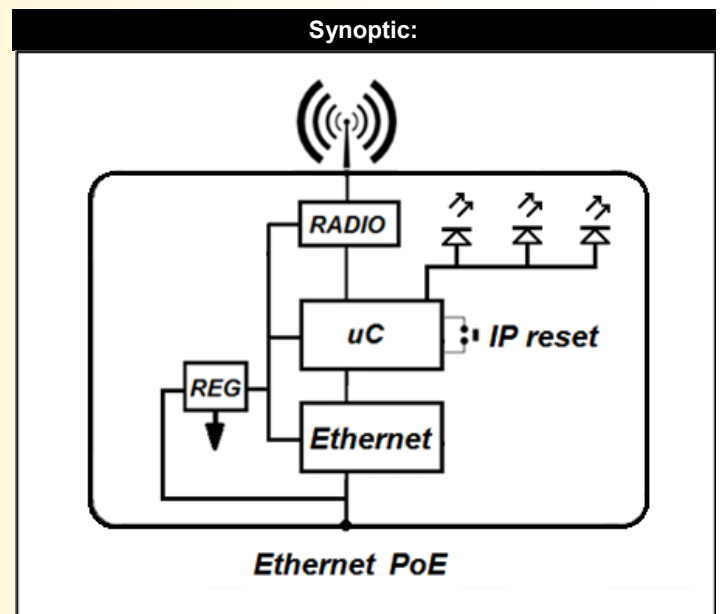 Synoptic:
RADIO
uC
IP reset
REG
Ethernet
Ethernet PoE